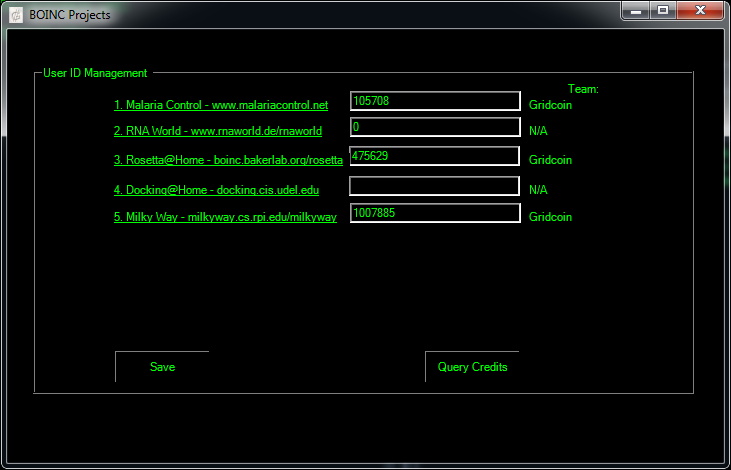 BOINC Projects
User ID Management
Team:
1. Malaria Control - www.malariacontrol.net 105708 Gridcoin
2. RNA World - www.rnaworld.de/rnaworld 0 N/A
3. Rosetta@Home - boinc.bakerlab.org/rosetta 475629 Gridcoin
4. Docking@Home - docking.cis.udel.edu N/A
5. Milky Way - milkyway.cs.rpi.edu/milkyway 1007885 Gridcoin
Save Query Credits